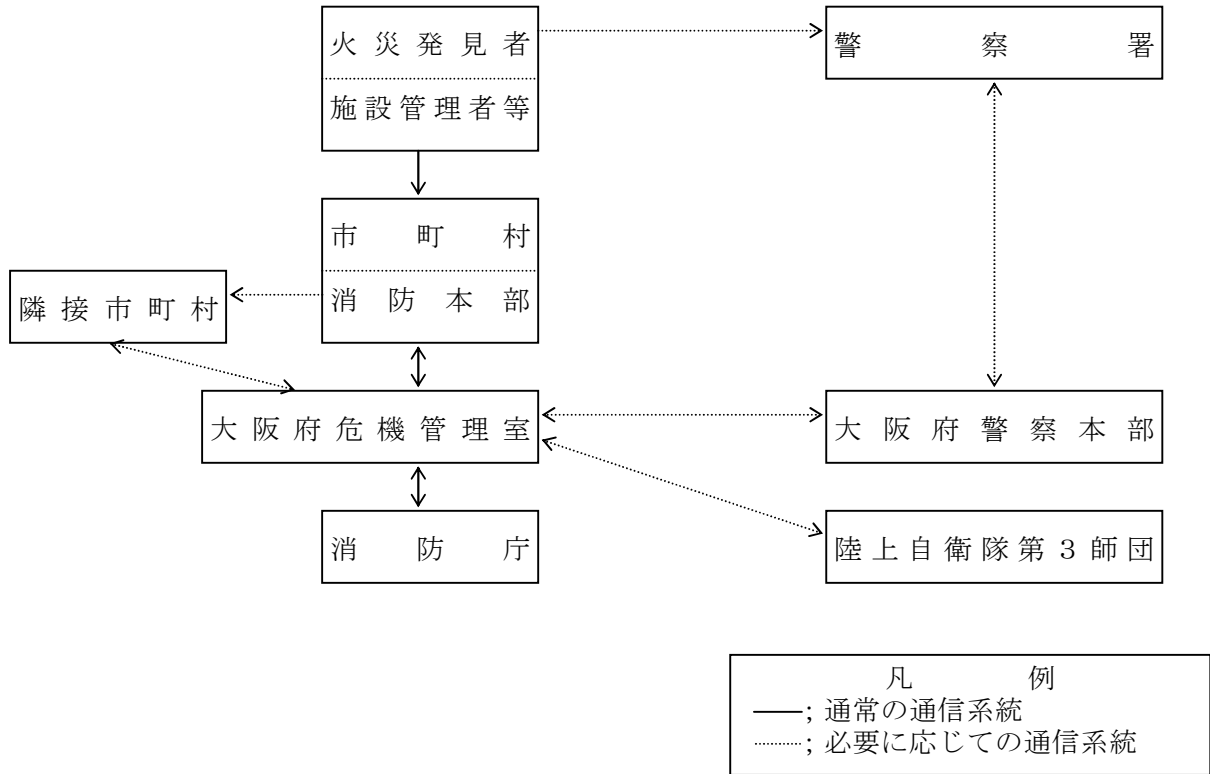 火災発見者
警察署
施設管理者等
市町村
消防本部
隣接市町村
大阪府危機管理室
大阪府警察本部
消防庁
陸上自衛隊第３師団
凡例
――; 通常の通信系統
………; 必要に応じての通信系統